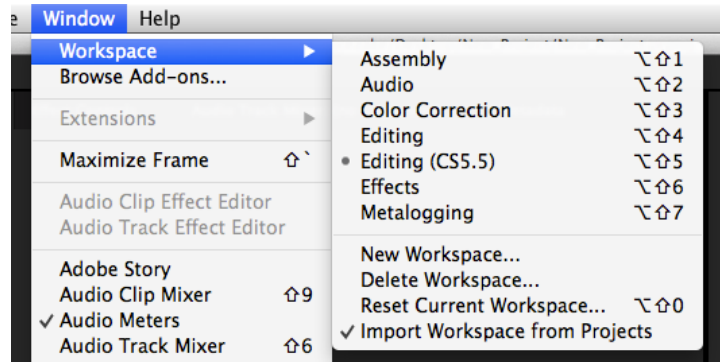 e Window Help
Workspace ▶
Browse Add-ons...
Extensions ▶
Maximize Frame ⇧`
Audio Clip Effect Editor
Audio Track Effect Editor
Adobe Story
Audio Clip Mixer ⇧9
✓ Audio Meters
Audio Track Mixer ⇧6
Assembly ⌥⇧1
Audio ⌥⇧2
Color Correction ⌥⇧3
Editing ⌥⇧4
• Editing (CS5.5) ⌥⇧5
Effects ⌥⇧6
Metalogging ⌥⇧7
New Workspace...
Delete Workspace...
Reset Current Workspace... ⌥⇧0
✓ Import Workspace from Projects